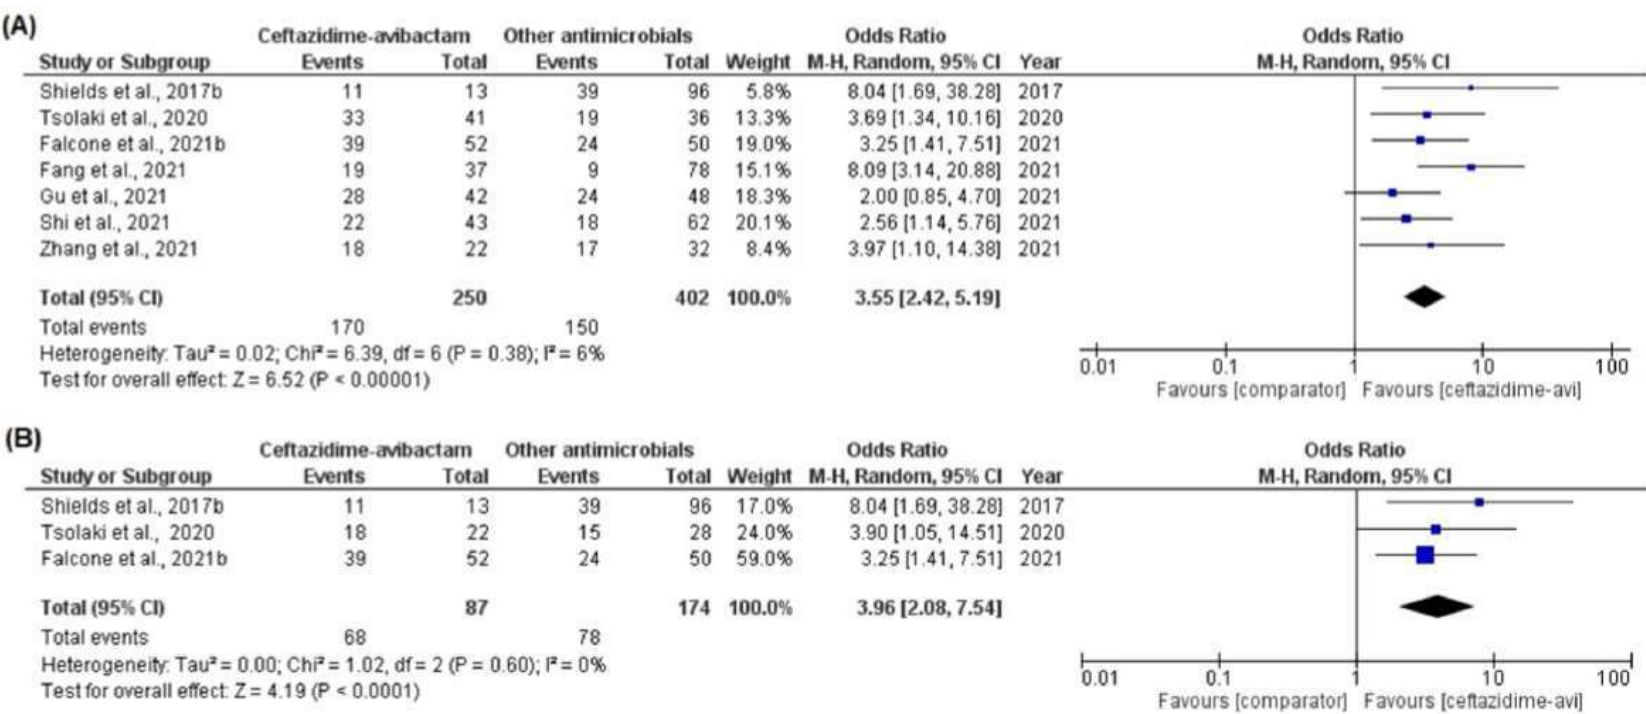 (A)
Ceftazidime-avibactam Other antimicrobials Odds Ratio Odds Ratio
Study or Subgroup Events Total Events Total Weight M-H, Random, 95% CI Year M-H, Random, 95% CI
Shields et al., 2017b 11 13 39 96 5.8% 8.04 [1.69, 38.28] 2017
Tsolaki et al., 2020 33 41 19 36 13.3% 3.69 [1.34, 10.16] 2020
Falcone et al., 2021b 39 52 24 50 19.0% 3.25 [1.41, 7.51] 2021
Fang et al., 2021 19 37 9 78 15.1% 8.09 [3.14, 20.88] 2021
Gu et al., 2021 28 42 24 48 18.3% 2.00 [0.85, 4.70] 2021
Shi et al., 2021 22 43 18 62 20.1% 2.56 [1.14, 5.76] 2021
Zhang et al., 2021 18 22 17 32 8.4% 3.97 [1.10, 14.38] 2021
Total (95% CI) 250 402 100.0% 3.55 [2.42, 5.19]
Total events 170 150
Heterogeneity: Tau² = 0.02; Chi² = 6.39, df = 6 (P = 0.38); I² = 6%
Test for overall effect: Z = 6.52 (P < 0.00001)
0.01 0.1 1 10 100
Favours [comparator] Favours [ceftazidime-avi]
(B)
Ceftazidime-avibactam Other antimicrobials Odds Ratio Odds Ratio
Study or Subgroup Events Total Events Total Weight M-H, Random, 95% CI Year M-H, Random, 95% CI
Shields et al., 2017b 11 13 39 96 17.0% 8.04 [1.69, 38.28] 2017
Tsolaki et al., 2020 18 22 15 28 24.0% 3.90 [1.05, 14.51] 2020
Falcone et al., 2021b 39 52 24 50 59.0% 3.25 [1.41, 7.51] 2021
Total (95% CI) 87 174 100.0% 3.96 [2.08, 7.54]
Total events 68 78
Heterogeneity: Tau² = 0.00; Chi² = 1.02, df = 2 (P = 0.60); I² = 0%
Test for overall effect: Z = 4.19 (P < 0.0001)
0.01 0.1 1 10 100
Favours [comparator] Favours [ceftazidime-avi]